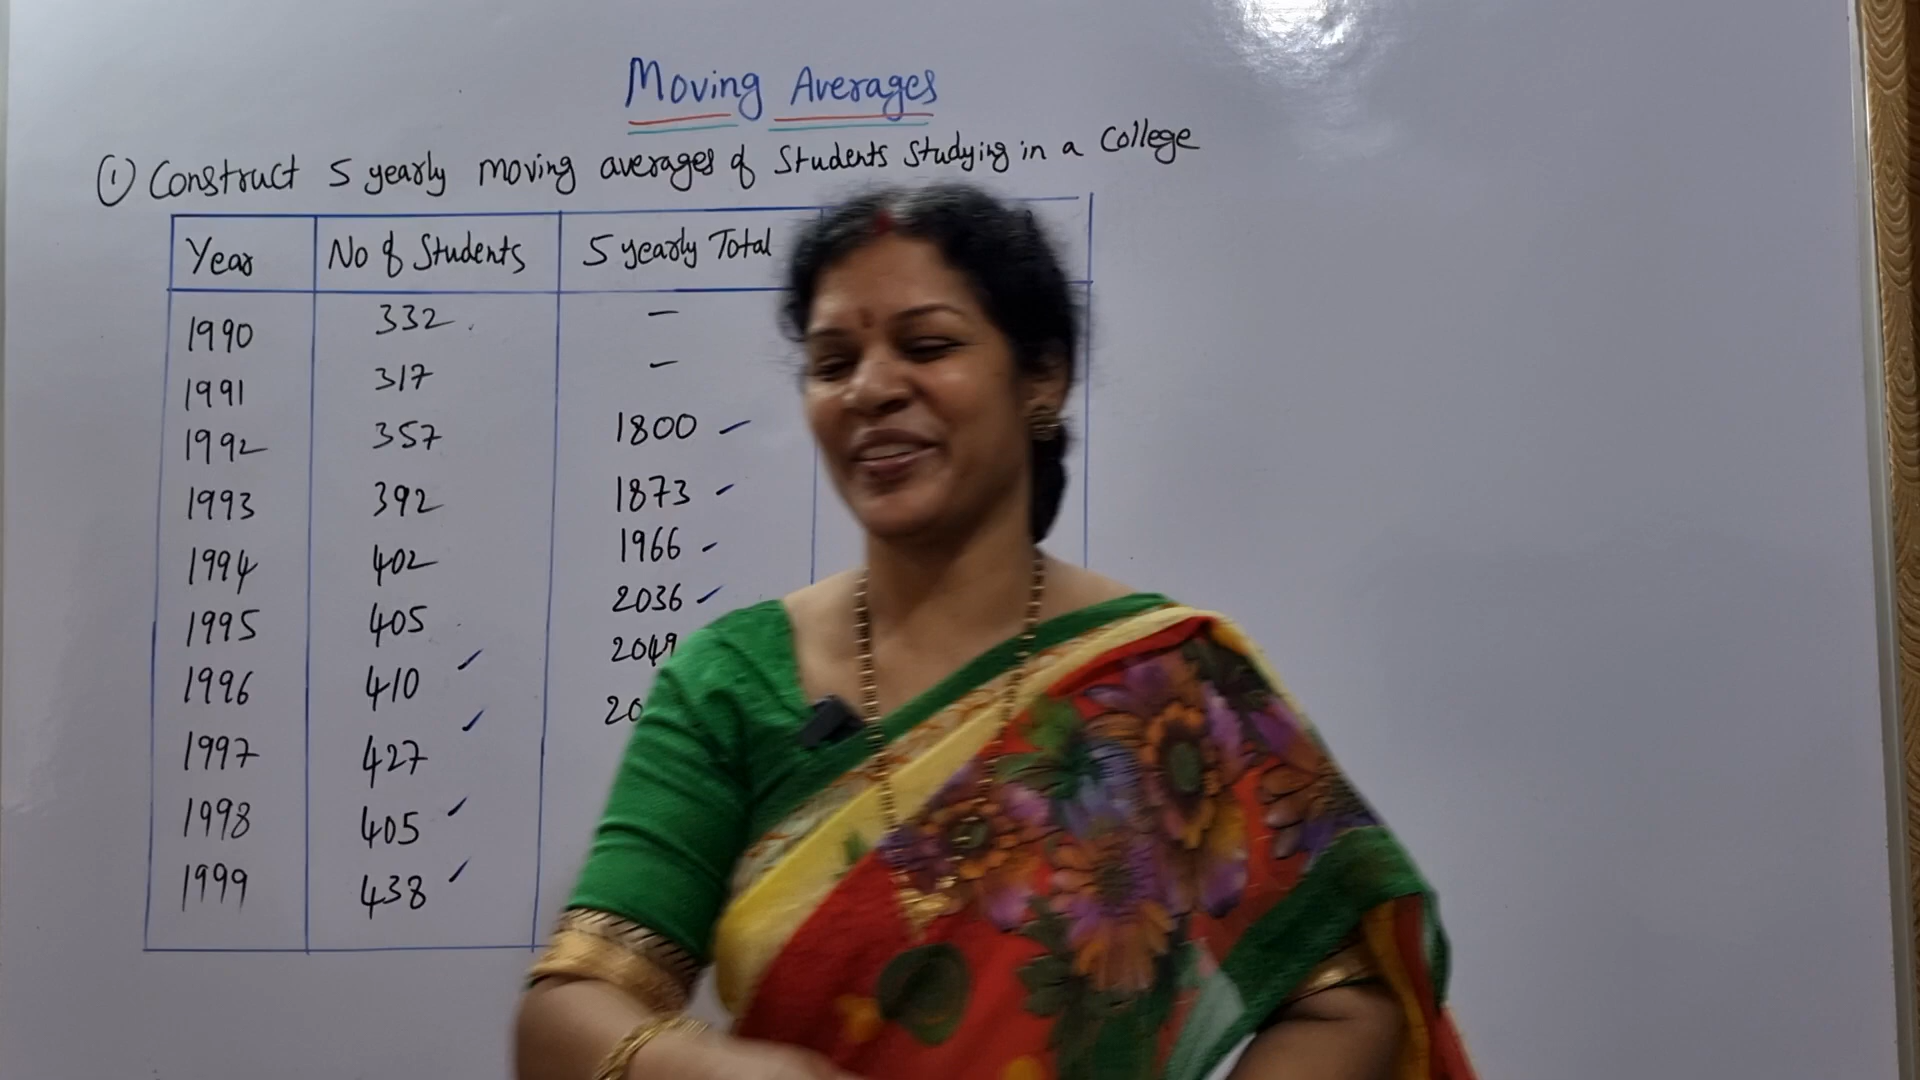 Moving Averages
① Construct 5 yearly moving averages of Students Studying in a College
Year No of Students 5 yearly Total
1990 332 –
1991 317 –
1992 357 1800
1993 392 1873
1994 402 1966
1995 405 2036
1996 410 2049
1997 427 20
1998 405
1999 438